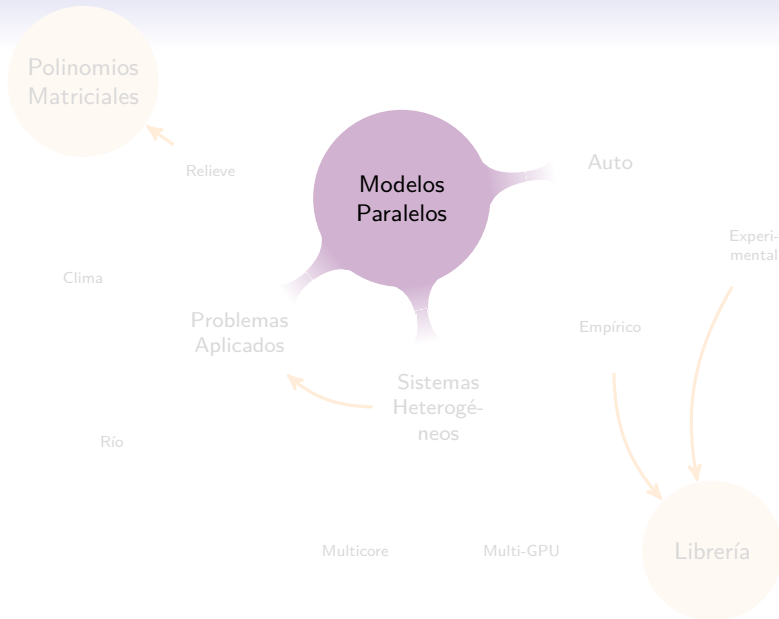 Polinomios
Matriciales
Relieve
Modelos
Paralelos
Auto
Experi-
mental
Clima
Problemas
Aplicados
Empírico
Sistemas
Heterogé-
neos
Río
Multicore
Multi-GPU
Librería